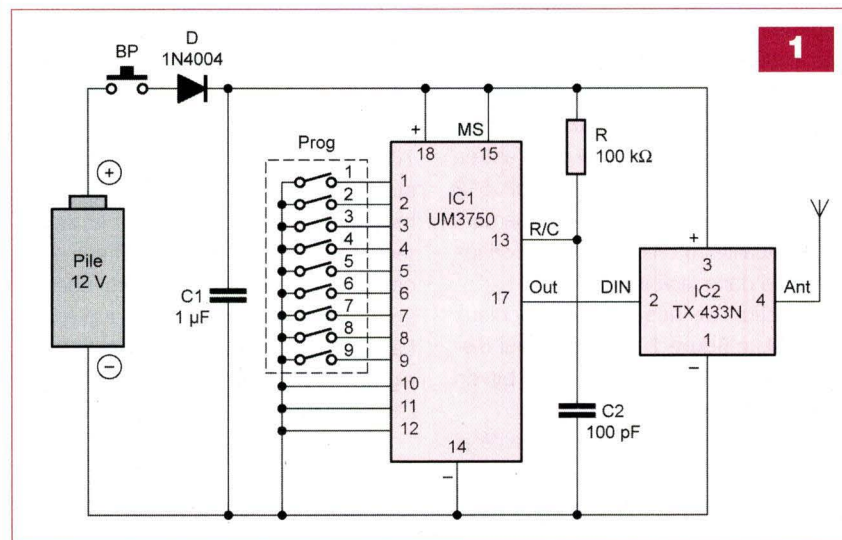 1
BP
D
1N4004
+
MS
18
15
R
100 kΩ
Prog
1
2
3
4
5
6
7
8
9
1
2
3
4
5
6
7
8
9
10
11
12
IC1
UM3750
13
R/C
17
Out
14
−
+
Pile
12 V
−
C1
1 µF
DIN
+
3
2
IC2
TX 433N
4
Ant
1
−
C2
100 pF